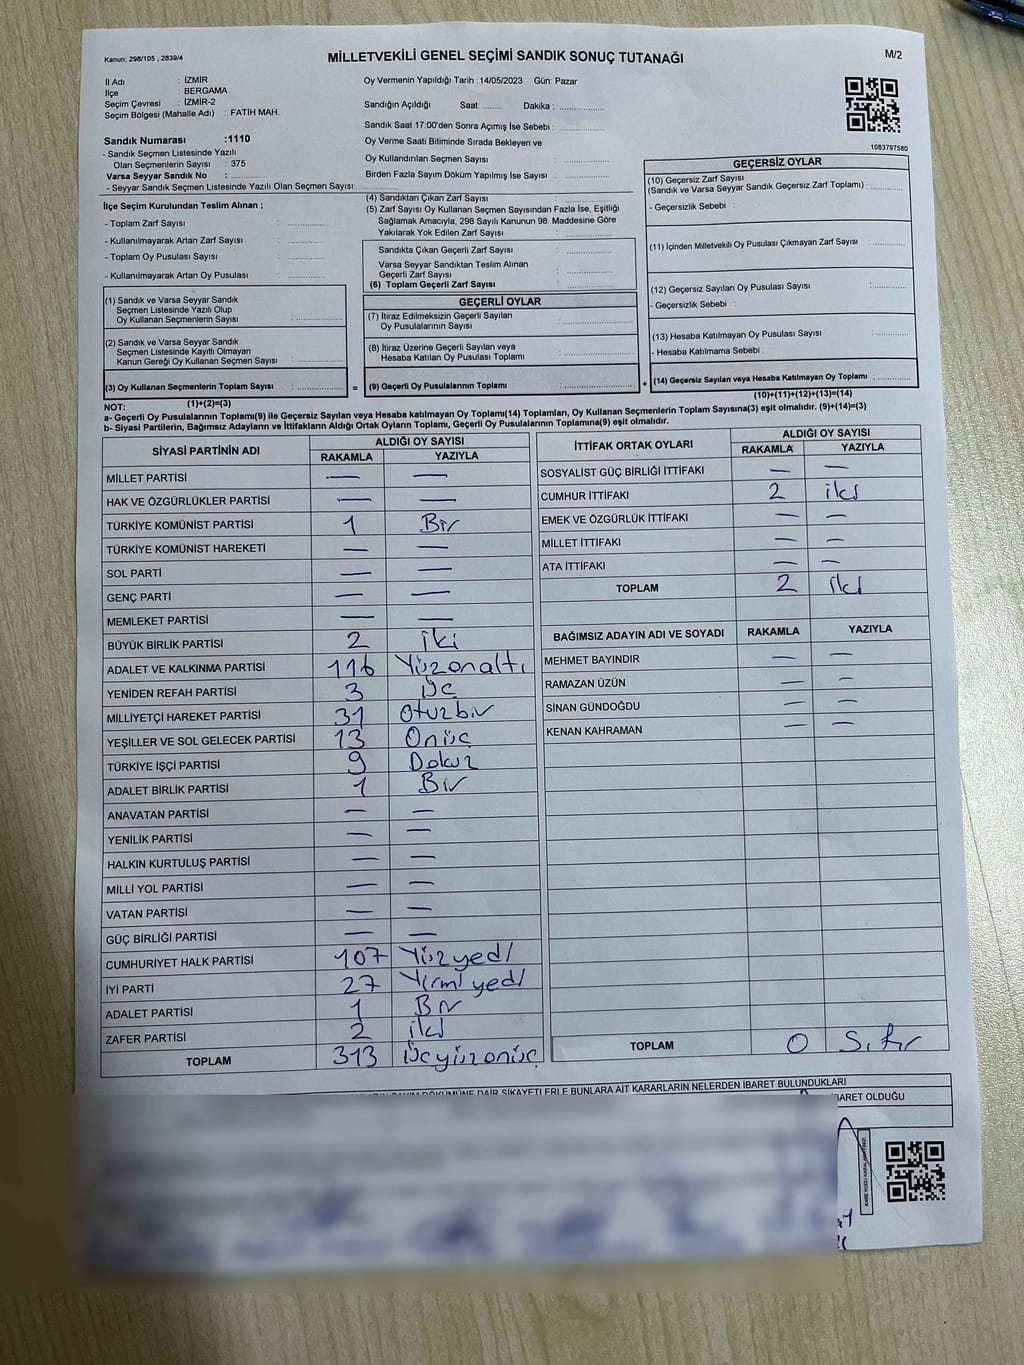 Kanun; 298/105 , 2839/4
MİLLETVEKİLİ GENEL SEÇİMİ SANDIK SONUÇ TUTANAĞI
M/2
İl Adı : İZMİR
İlçe : BERGAMA
Seçim Çevresi : İZMİR-2
Seçim Bölgesi (Mahalle Adı) : FATİH MAH.
Sandık Numarası :1110
- Sandık Seçmen Listesinde Yazılı
Olan Seçmenlerin Sayısı : 375
Varsa Seyyar Sandık No : ..............
- Seyyar Sandık Seçmen Listesinde Yazılı Olan Seçmen Sayısı: ..............
Oy Vermenin Yapıldığı Tarih :14/05/2023 Gün: Pazar
Sandığın Açıldığı Saat: ....... Dakika : ..............
Sandık Saat 17:00'den Sonra Açımış İse Sebebi : ..............
Oy Verme Saati Bitiminde Sırada Bekleyen ve
Oy Kullandırılan Seçmen Sayısı : ..............
Birden Fazla Sayım Döküm Yapılmış İse Sayısı : ..............
1083797580
İlçe Seçim Kurulundan Teslim Alınan ;
- Toplam Zarf Sayısı : ..............
- Kullanılmayarak Artan Zarf Sayısı : ..............
- Toplam Oy Pusulası Sayısı : ..............
- Kullanılmayarak Artan Oy Pusulası : ..............
(4) Sandıktan Çıkan Zarf Sayısı : ..............
(5) Zarf Sayısı Oy Kullanan Seçmen Sayısından Fazla İse, Eşitliği
Sağlamak Amacıyla, 298 Sayılı Kanunun 98. Maddesine Göre
Yakılarak Yok Edilen Zarf Sayısı : ..............
Sandıkta Çıkan Geçerli Zarf Sayısı : ..............
Varsa Seyyar Sandıktan Teslim Alınan
Geçerli Zarf Sayısı : ..............
(6) Toplam Geçerli Zarf Sayısı : ..............
GEÇERSİZ OYLAR
(10) Geçersiz Zarf Sayısı
(Sandık ve Varsa Seyyar Sandık Geçersiz Zarf Toplamı) : ..............
- Geçersizlik Sebebi :
(11) İçinden Milletvekili Oy Pusulası Çıkmayan Zarf Sayısı : ..............
(12) Geçersiz Sayılan Oy Pusulası Sayısı : ..............
- Geçersizlik Sebebi :
(13) Hesaba Katılmayan Oy Pusulası Sayısı : ..............
- Hesaba Katılmama Sebebi :
(1) Sandık ve Varsa Seyyar Sandık
Seçmen Listesinde Yazılı Olup
Oy Kullanan Seçmenlerin Sayısı : ..............
(2) Sandık ve Varsa Seyyar Sandık
Seçmen Listesinde Kayıtlı Olmayan
Kanun Gereği Oy Kullanan Seçmen Sayısı : ..............
GEÇERLİ OYLAR
(7) İtiraz Edilmeksizin Geçerli Sayılan
Oy Pusulalarının Sayısı : ..............
(8) İtiraz Üzerine Geçerli Sayılan veya
Hesaba Katılan Oy Pusulası Toplamı : ..............
(3) Oy Kullanan Seçmenlerin Toplam Sayısı : .............. = (9) Geçerli Oy Pusulalarının Toplamı : .............. + (14) Geçersiz Sayılan veya Hesaba Katılmayan Oy Toplamı : ..............
(1)+(2)=(3) (10)+(11)+(12)+(13)=(14)
NOT:
a- Geçerli Oy Pusulalarının Toplamı(9) ile Geçersiz Sayılan veya Hesaba katılmayan Oy Toplamı(14) Toplamları, Oy Kullanan Seçmenlerin Toplam Sayısına(3) eşit olmalıdır. (9)+(14)=(3)
b- Siyasi Partilerin, Bağımsız Adayların ve İttifakların Aldığı Ortak Oyların Toplamı, Geçerli Oy Pusulalarının Toplamına(9) eşit olmalıdır.
SİYASİ PARTİNİN ADI ALDIĞI OY SAYISI
RAKAMLA YAZIYLA
MİLLET PARTİSİ — —
HAK VE ÖZGÜRLÜKLER PARTİSİ — —
TÜRKİYE KOMÜNİST PARTİSİ 1 Bir
TÜRKİYE KOMÜNİST HAREKETİ — —
SOL PARTİ — —
GENÇ PARTİ — —
MEMLEKET PARTİSİ — —
BÜYÜK BİRLİK PARTİSİ 2 iki
ADALET VE KALKINMA PARTİSİ 116 Yüzonaltı
YENİDEN REFAH PARTİSİ 3 Üç
MİLLİYETÇİ HAREKET PARTİSİ 31 Otuzbir
YEŞİLLER VE SOL GELECEK PARTİSİ 13 Onüç
TÜRKİYE İŞÇİ PARTİSİ 9 Dokuz
ADALET BİRLİK PARTİSİ 1 Bir
ANAVATAN PARTİSİ — —
YENİLİK PARTİSİ — —
HALKIN KURTULUŞ PARTİSİ — —
MİLLİ YOL PARTİSİ — —
VATAN PARTİSİ — —
GÜÇ BİRLİĞİ PARTİSİ — —
CUMHURİYET HALK PARTİSİ 107 Yüzyedi
İYİ PARTİ 27 Yirmiyedi
ADALET PARTİSİ 1 Bir
ZAFER PARTİSİ 2 iki
TOPLAM 313 Üçyüzonüç
İTTİFAK ORTAK OYLARI ALDIĞI OY SAYISI
RAKAMLA YAZIYLA
SOSYALİST GÜÇ BİRLİĞİ İTTİFAKI — —
CUMHUR İTTİFAKI 2 iki
EMEK VE ÖZGÜRLÜK İTTİFAKI — —
MİLLET İTTİFAKI — —
ATA İTTİFAKI — —
TOPLAM 2 iki
BAĞIMSIZ ADAYIN ADI VE SOYADI RAKAMLA YAZIYLA
MEHMET BAYINDIR — —
RAMAZAN ÜZÜN — —
SİNAN GÜNDOĞDU — —
KENAN KAHRAMAN — —
TOPLAM 0 Sıfır
DÖKÜMÜNE DAİR ŞİKAYETLERLE BUNLARA AİT KARARLARIN NELERDEN İBARET BULUNDUKLARI
İBARET OLDUĞU